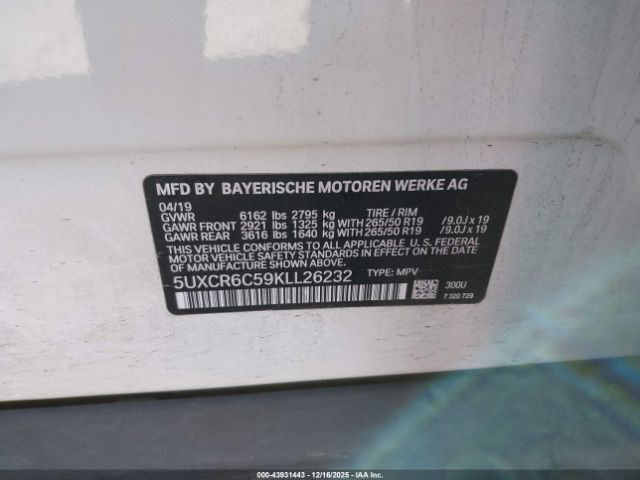 MFD BY BAYERISCHE MOTOREN WERKE AG
04/19
GVWR 6162 lbs 2795 kg TIRE / RIM
GAWR FRONT 2921 lbs 1325 kg WITH 265/50 R19 /9.0J x 19
GAWR REAR 3616 lbs 1640 kg WITH 265/50 R19 /9.0J x 19
THIS VEHICLE CONFORMS TO ALL APPLICABLE U. S. FEDERAL
MOTOR VEHICLE SAFETY STANDARDS IN EFFECT ON THE DATE OF
MANUFACTURE SHOWN ABOVE.
5UXCR6C59KLL26232 TYPE: MPV
300U
7 320 729
000-43931443 - 12/16/2025 - IAA Inc.